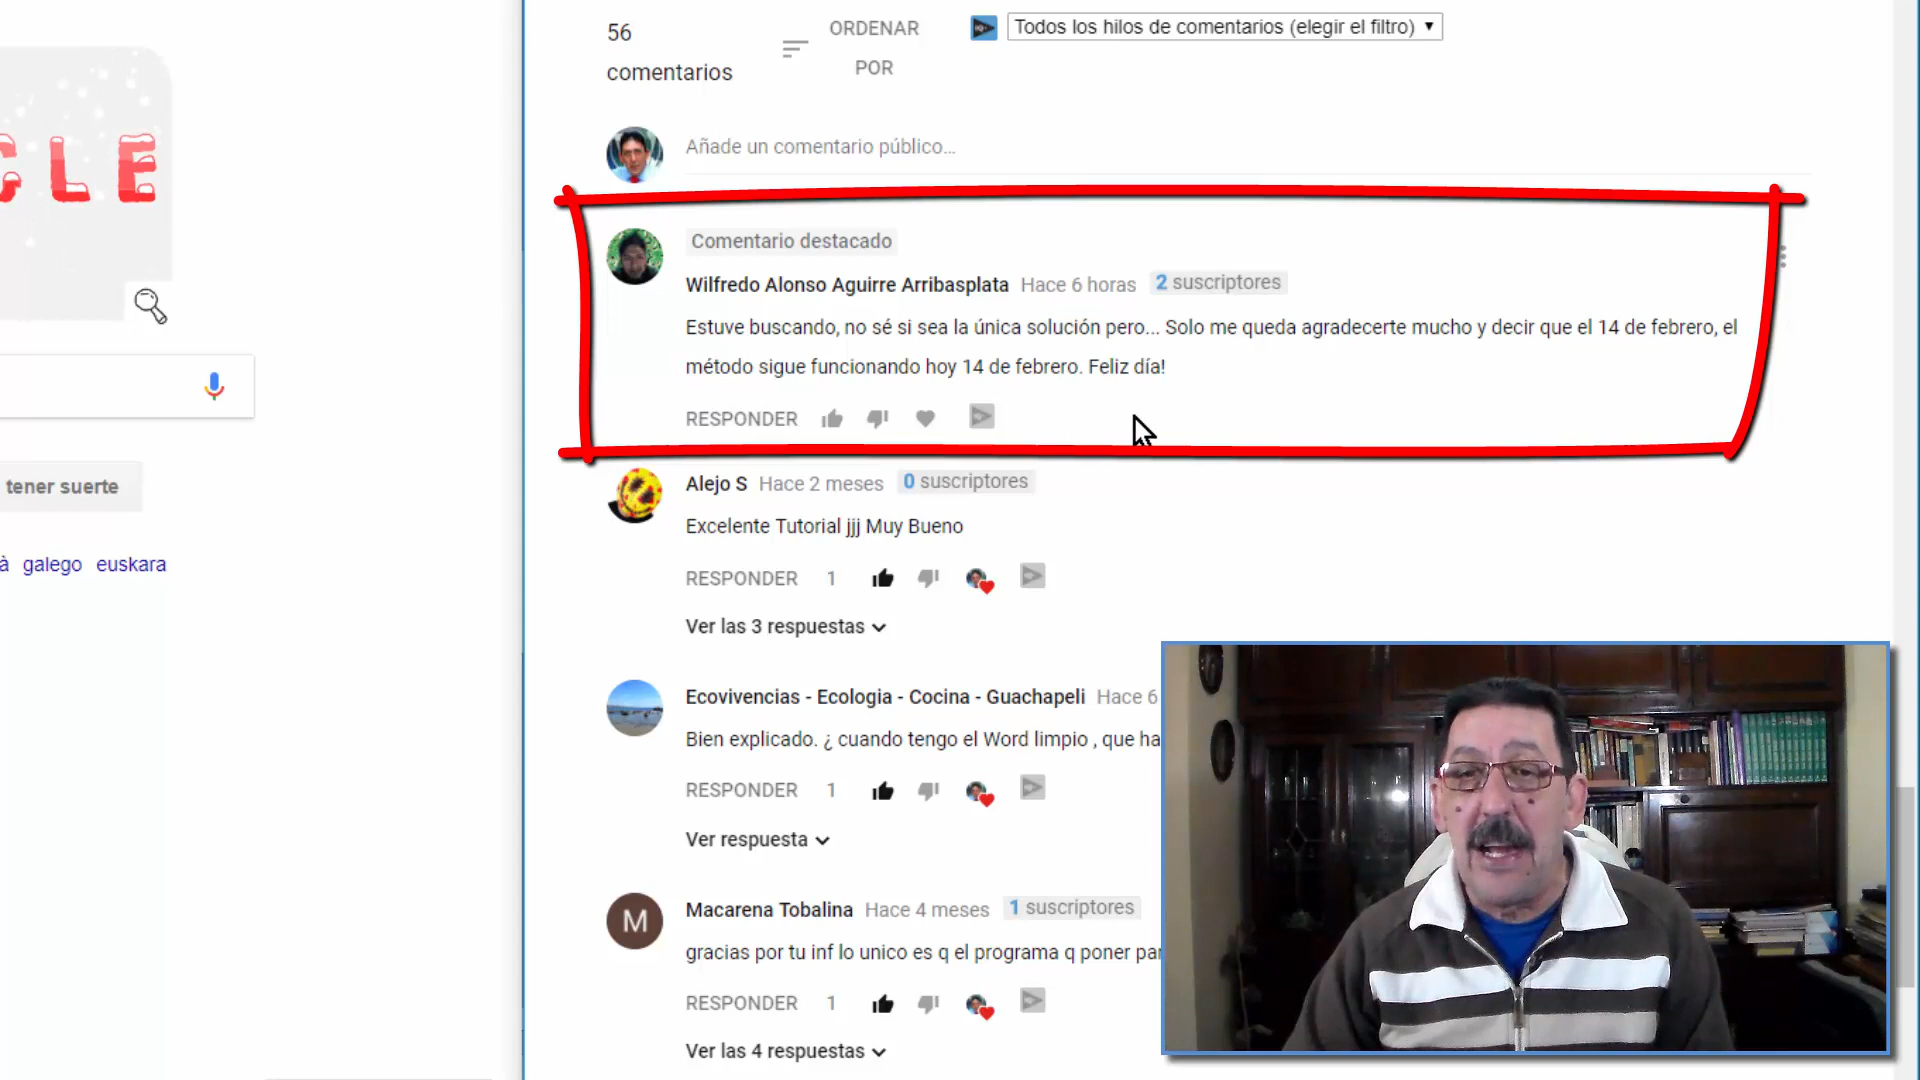 56
comentarios
ORDENAR
POR
Todos los hilos de comentarios (elegir el filtro)
Añade un comentario público...
Comentario destacado
Wilfredo Alonso Aguirre Arribasplata Hace 6 horas 2 suscriptores
Estuve buscando, no sé si sea la única solución pero... Solo me queda agradecerte mucho y decir que el 14 de febrero, el
método sigue funcionando hoy 14 de febrero. Feliz día!
RESPONDER
Alejo S Hace 2 meses 0 suscriptores
Excelente Tutorial jjj Muy Bueno
RESPONDER 1
Ver las 3 respuestas
Ecovivencias - Ecologia - Cocina - Guachapeli Hace 6
Bien explicado. ¿ cuando tengo el Word limpio , que ha
RESPONDER 1
Ver respuesta
M
Macarena Tobalina Hace 4 meses 1 suscriptores
gracias por tu inf lo unico es q el programa q poner par
RESPONDER 1
Ver las 4 respuestas
GLE
tener suerte
à galego euskara